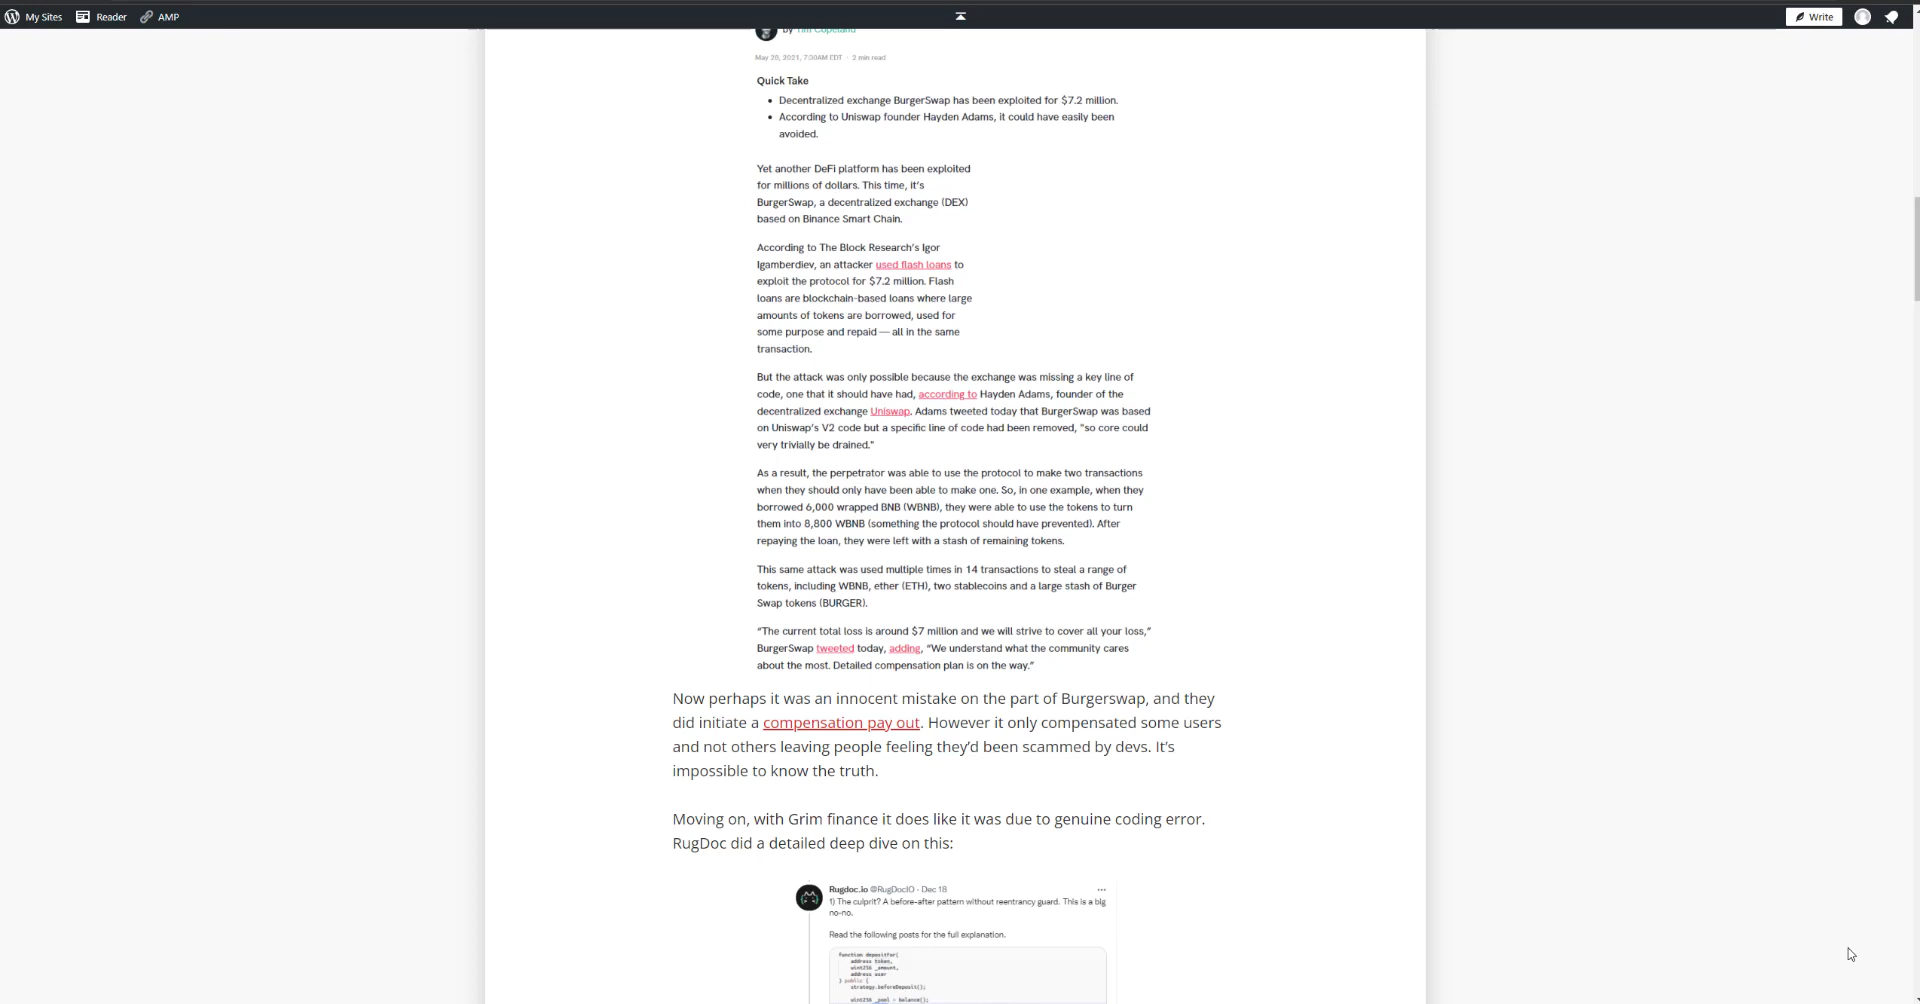 My Sites Reader AMP Write
by Tim Copeland
May 28, 2021, 7:00AM EDT · 2 min read
Quick Take
• Decentralized exchange BurgerSwap has been exploited for $7.2 million.
• According to Uniswap founder Hayden Adams, it could have easily been
avoided.
Yet another DeFi platform has been exploited
for millions of dollars. This time, it's
BurgerSwap, a decentralized exchange (DEX)
based on Binance Smart Chain.
According to The Block Research's Igor
Igamberdiev, an attacker used flash loans to
exploit the protocol for $7.2 million. Flash
loans are blockchain-based loans where large
amounts of tokens are borrowed, used for
some purpose and repaid — all in the same
transaction.
But the attack was only possible because the exchange was missing a key line of
code, one that it should have had, according to Hayden Adams, founder of the
decentralized exchange Uniswap. Adams tweeted today that BurgerSwap was based
on Uniswap's V2 code but a specific line of code had been removed, "so core could
very trivially be drained."
As a result, the perpetrator was able to use the protocol to make two transactions
when they should only have been able to make one. So, in one example, when they
borrowed 6,000 wrapped BNB (WBNB), they were able to use the tokens to turn
them into 8,800 WBNB (something the protocol should have prevented). After
repaying the loan, they were left with a stash of remaining tokens.
This same attack was used multiple times in 14 transactions to steal a range of
tokens, including WBNB, ether (ETH), two stablecoins and a large stash of Burger
Swap tokens (BURGER).
“The current total loss is around $7 million and we will strive to cover all your loss,”
BurgerSwap tweeted today, adding, “We understand what the community cares
about the most. Detailed compensation plan is on the way.”
Now perhaps it was an innocent mistake on the part of Burgerswap, and they
did initiate a compensation pay out. However it only compensated some users
and not others leaving people feeling they'd been scammed by devs. It's
impossible to know the truth.
Moving on, with Grim finance it does like it was due to genuine coding error.
RugDoc did a detailed deep dive on this:
Rugdoc.io @RugDocIO · Dec 18 ...
1) The culprit? A before-after pattern without reentrancy guard. This is a big
no-no.
Read the following posts for the full explanation.
function depositFor(
address token,
uint256 _amount,
address user
) public {
strategy.beforeDeposit();
uint256 _pool = balance();